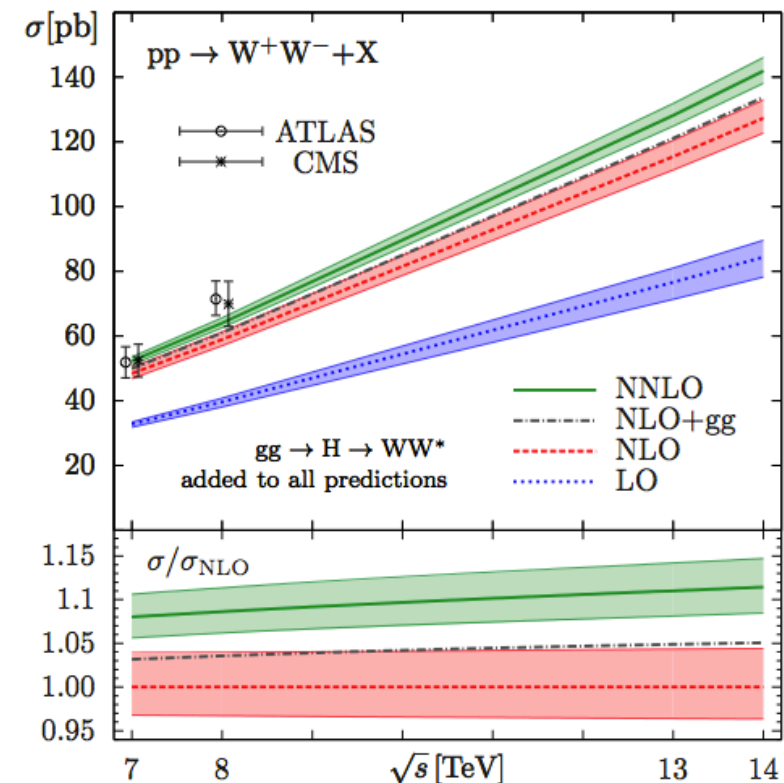 σ[pb]
pp → W⁺W⁻+X
140
120
100
80
60
40
20
ATLAS
CMS
NNLO
NLO+gg
NLO
LO
gg → H → WW*
added to all predictions
σ/σ_NLO
1.15
1.1
1.05
1.00
0.95
7 8 √s [TeV] 13 14